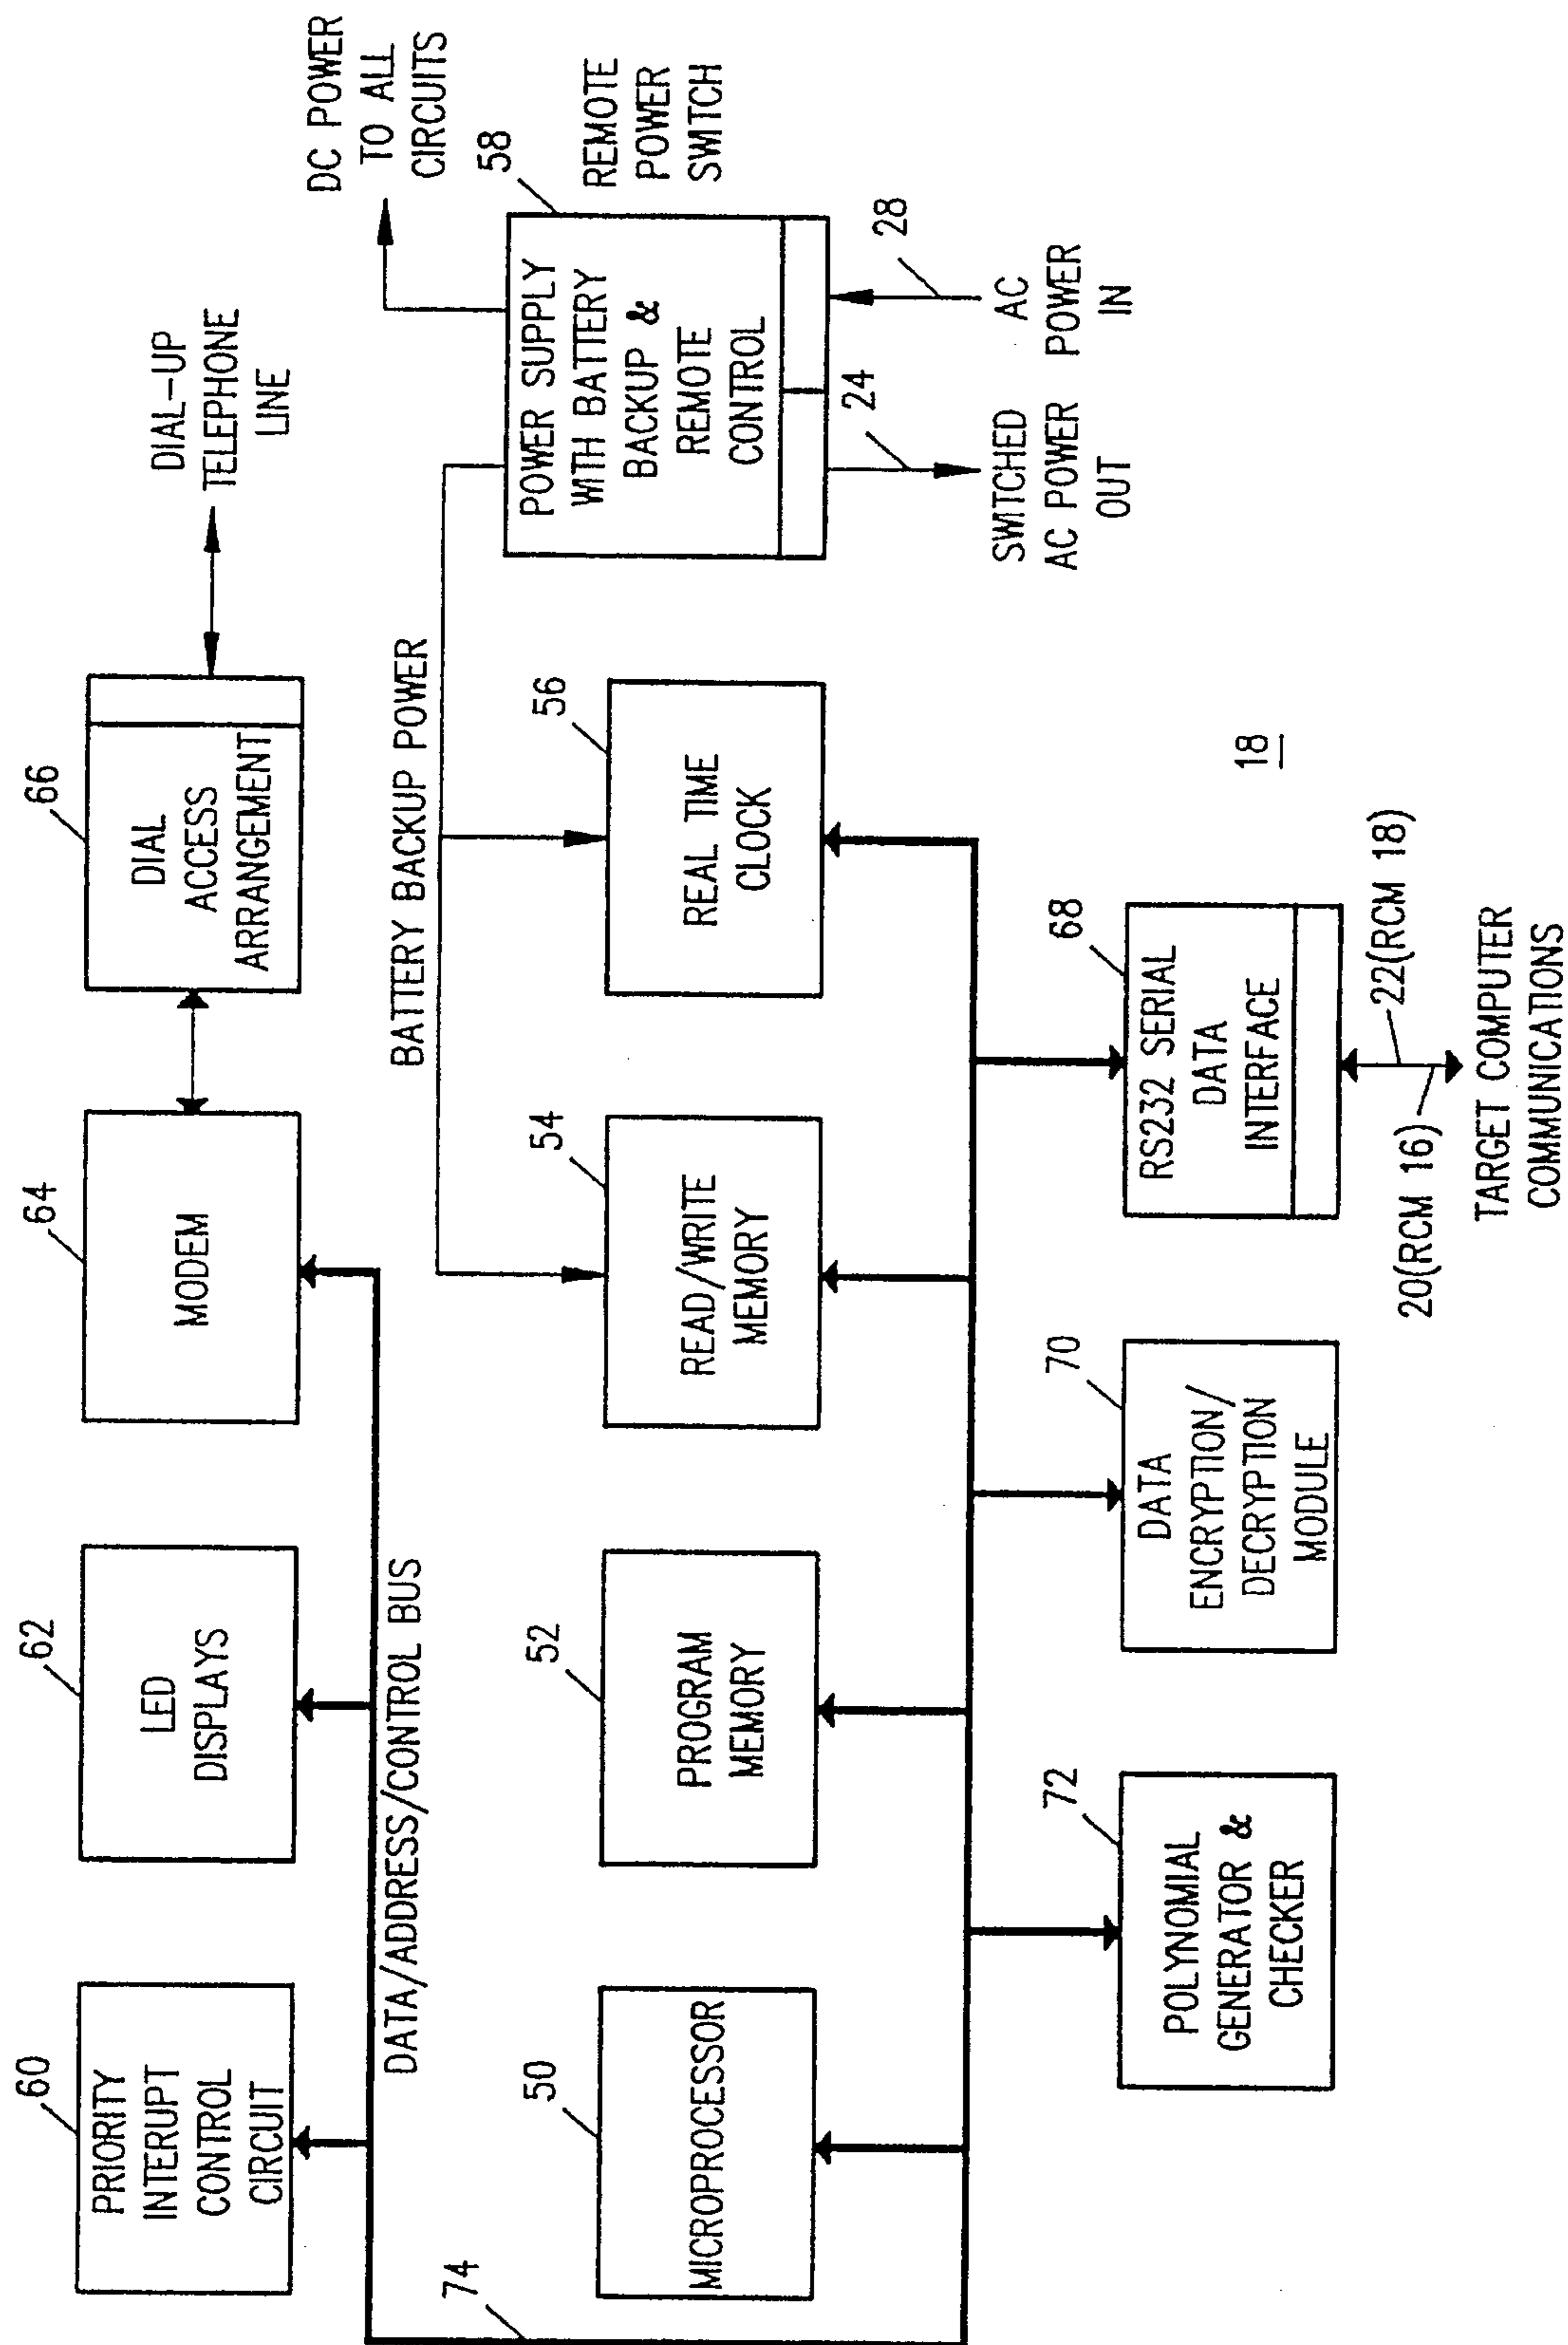 60
PRIORITY
INTERUPT
CONTROL
CIRCUIT
62
LED
DISPLAYS
64
MODEM
66
DIAL
ACCESS
ARRANGEMENT
DIAL-UP
TELEPHONE
LINE
DATA/ADDRESS/CONTROL BUS
BATTERY BACKUP POWER
DC POWER
TO ALL
CIRCUITS
74
50
MICROPROCESSOR
52
PROGRAM
MEMORY
54
READ/WRITE
MEMORY
56
REAL TIME
CLOCK
58
POWER SUPPLY
WITH BATTERY
BACKUP &
REMOTE
CONTROL
REMOTE
POWER
SWITCH
24
28
SWITCHED
AC POWER
OUT
AC
POWER
IN
72
POLYNOMIAL
GENERATOR &
CHECKER
70
DATA
ENCRYPTION/
DECRYPTION
MODULE
68
RS232 SERIAL
DATA
INTERFACE
18
20(RCM 16)
22(RCM 18)
TARGET COMPUTER
COMMUNICATIONS